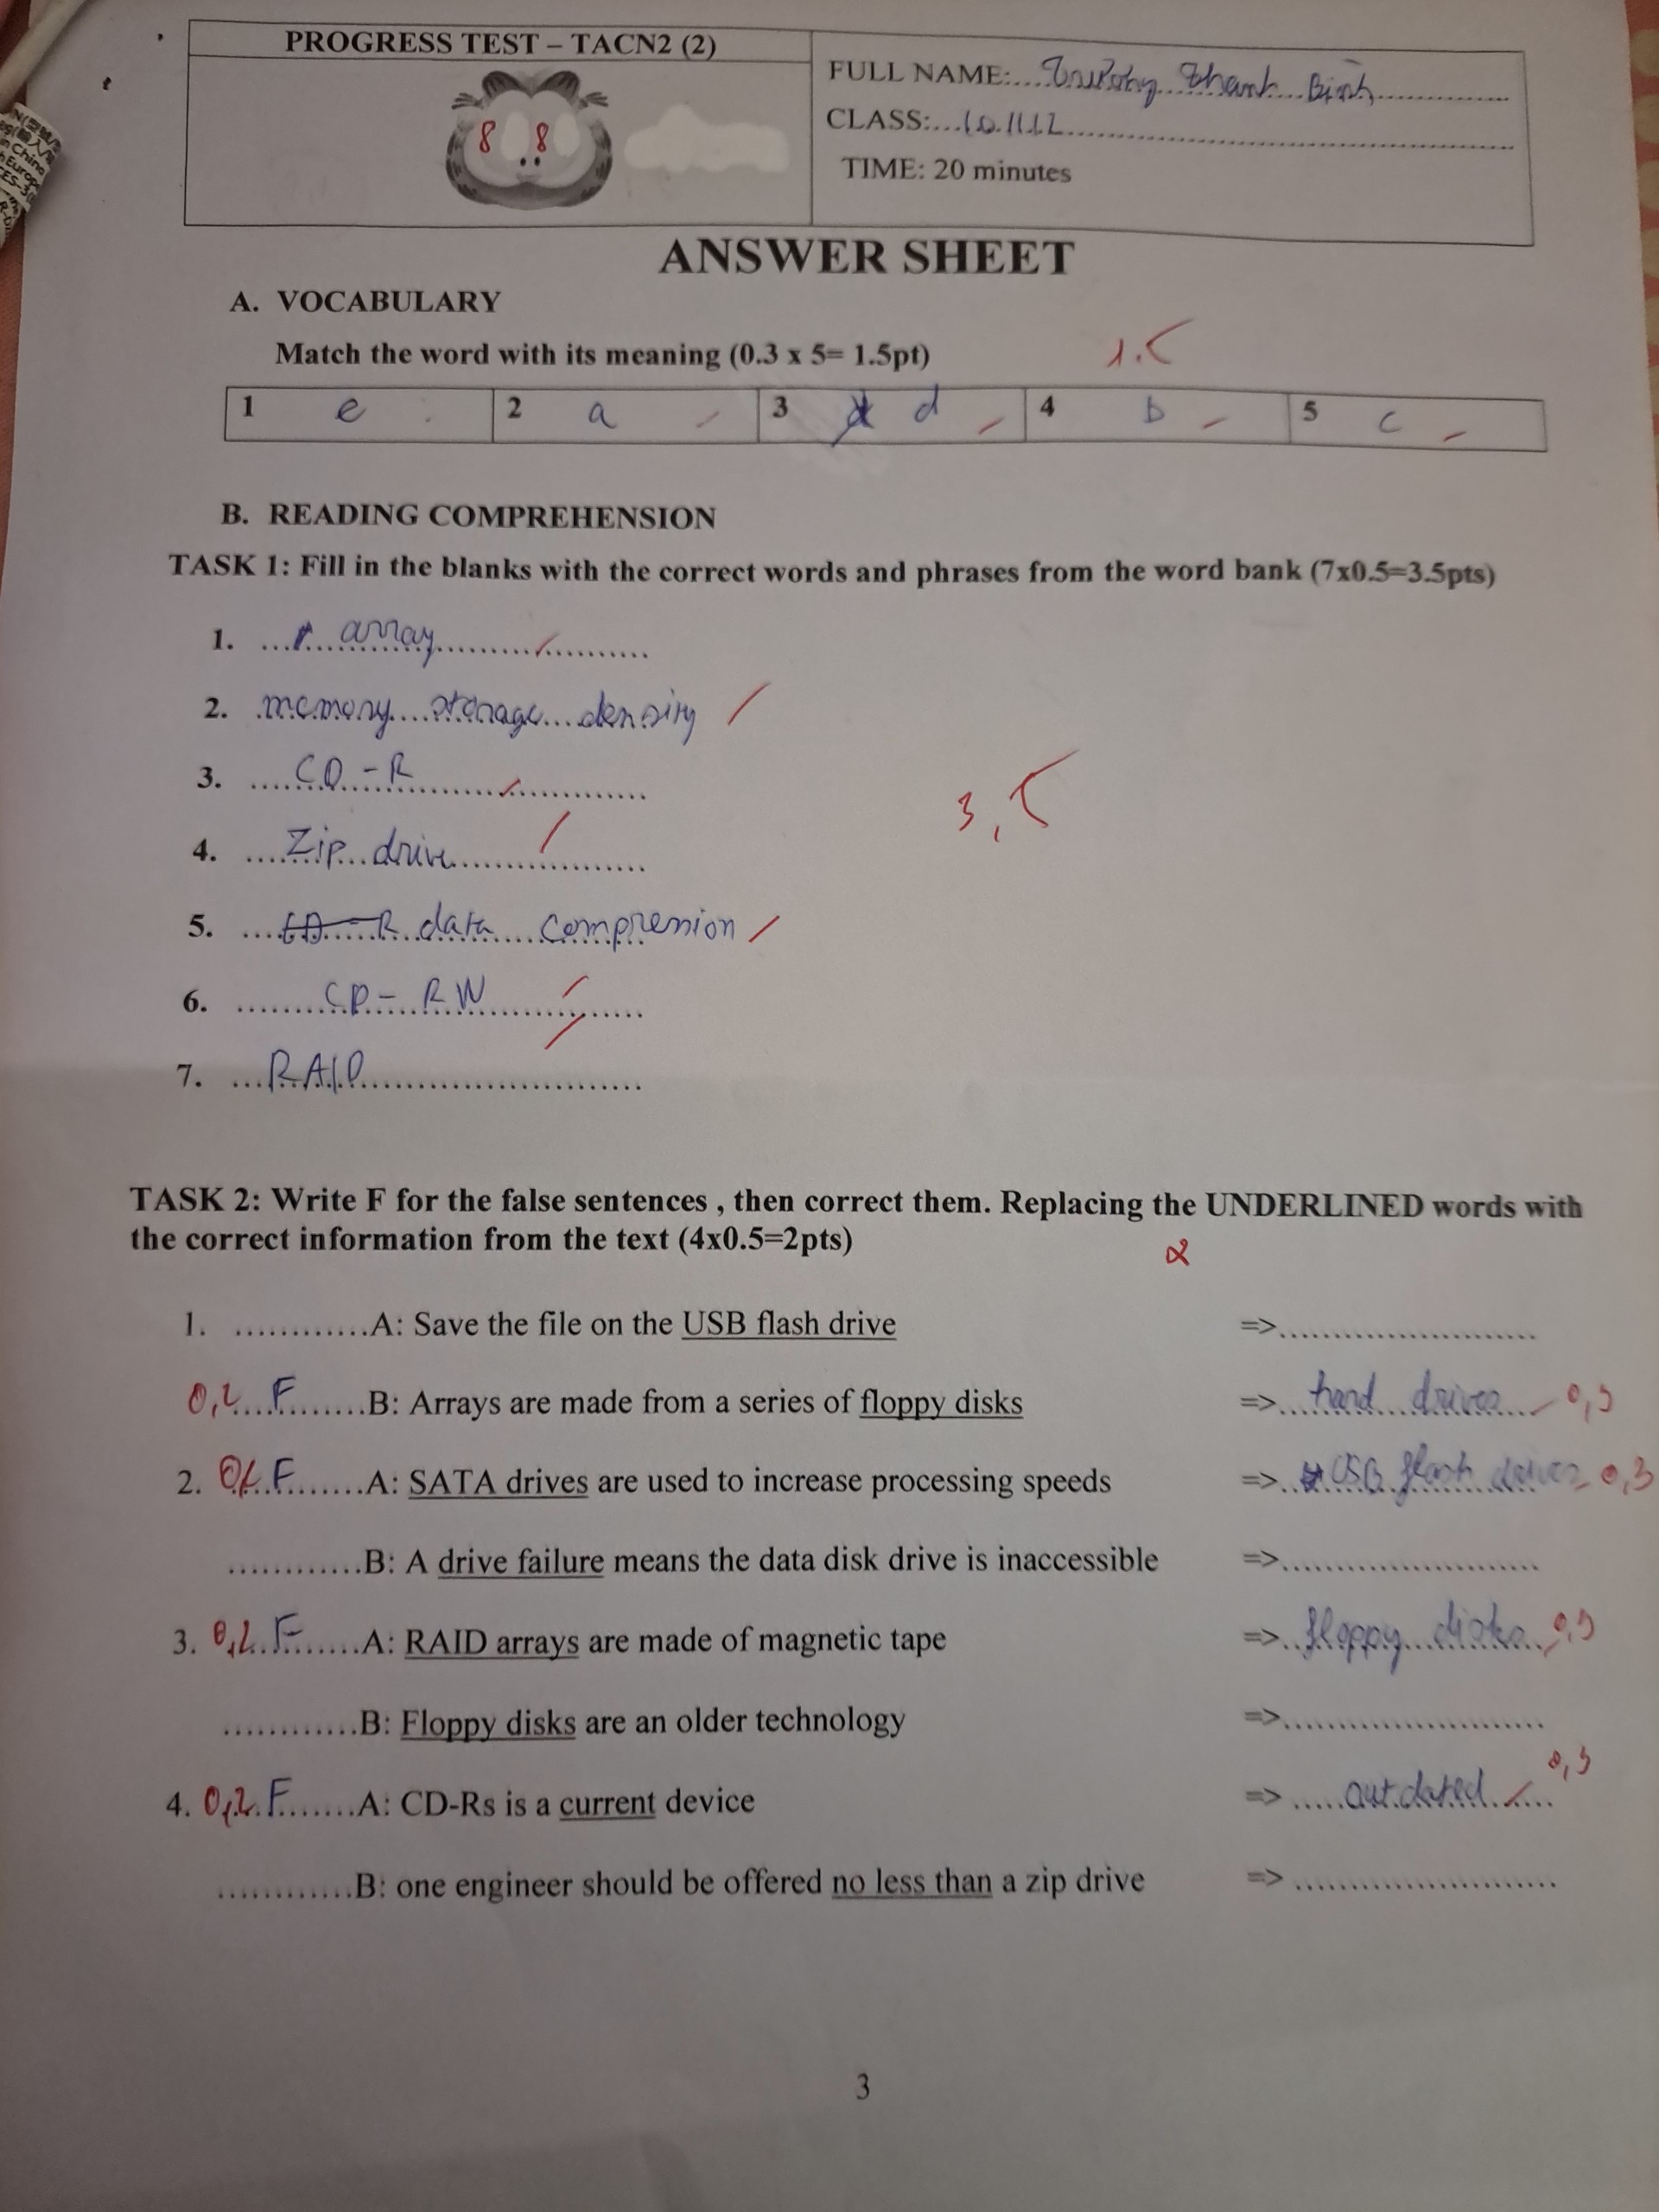 PROGRESS TEST – TACN2 (2)
8 8
FULL NAME:... Thanh Bình
CLASS:...10.1112
TIME: 20 minutes
ANSWER SHEET
A. VOCABULARY
Match the word with its meaning (0.3 x 5= 1.5pt) 1.5
1 e 2 a 3 d 4 b 5 c
B. READING COMPREHENSION
TASK 1: Fill in the blanks with the correct words and phrases from the word bank (7x0.5=3.5pts)
1. array
2. memory storage density
3. CD-R
3,5
4. Zip drive
5. CD-R data compression
6. CD-RW
7. RAID
TASK 2: Write F for the false sentences , then correct them. Replacing the UNDERLINED words with
the correct information from the text (4x0.5=2pts)
2
1. ............A: Save the file on the USB flash drive =>........................
0,2 F........B: Arrays are made from a series of floppy disks => hard drives 0,3
2. F.......A: SATA drives are used to increase processing speeds => USB flash drives 0,3
............B: A drive failure means the data disk drive is inaccessible =>........................
3. 0,2 F.......A: RAID arrays are made of magnetic tape => floppy disks 0,3
............B: Floppy disks are an older technology =>........................
4. 0,2 F.......A: CD-Rs is a current device => outdated 0,3
............B: one engineer should be offered no less than a zip drive =>........................
3